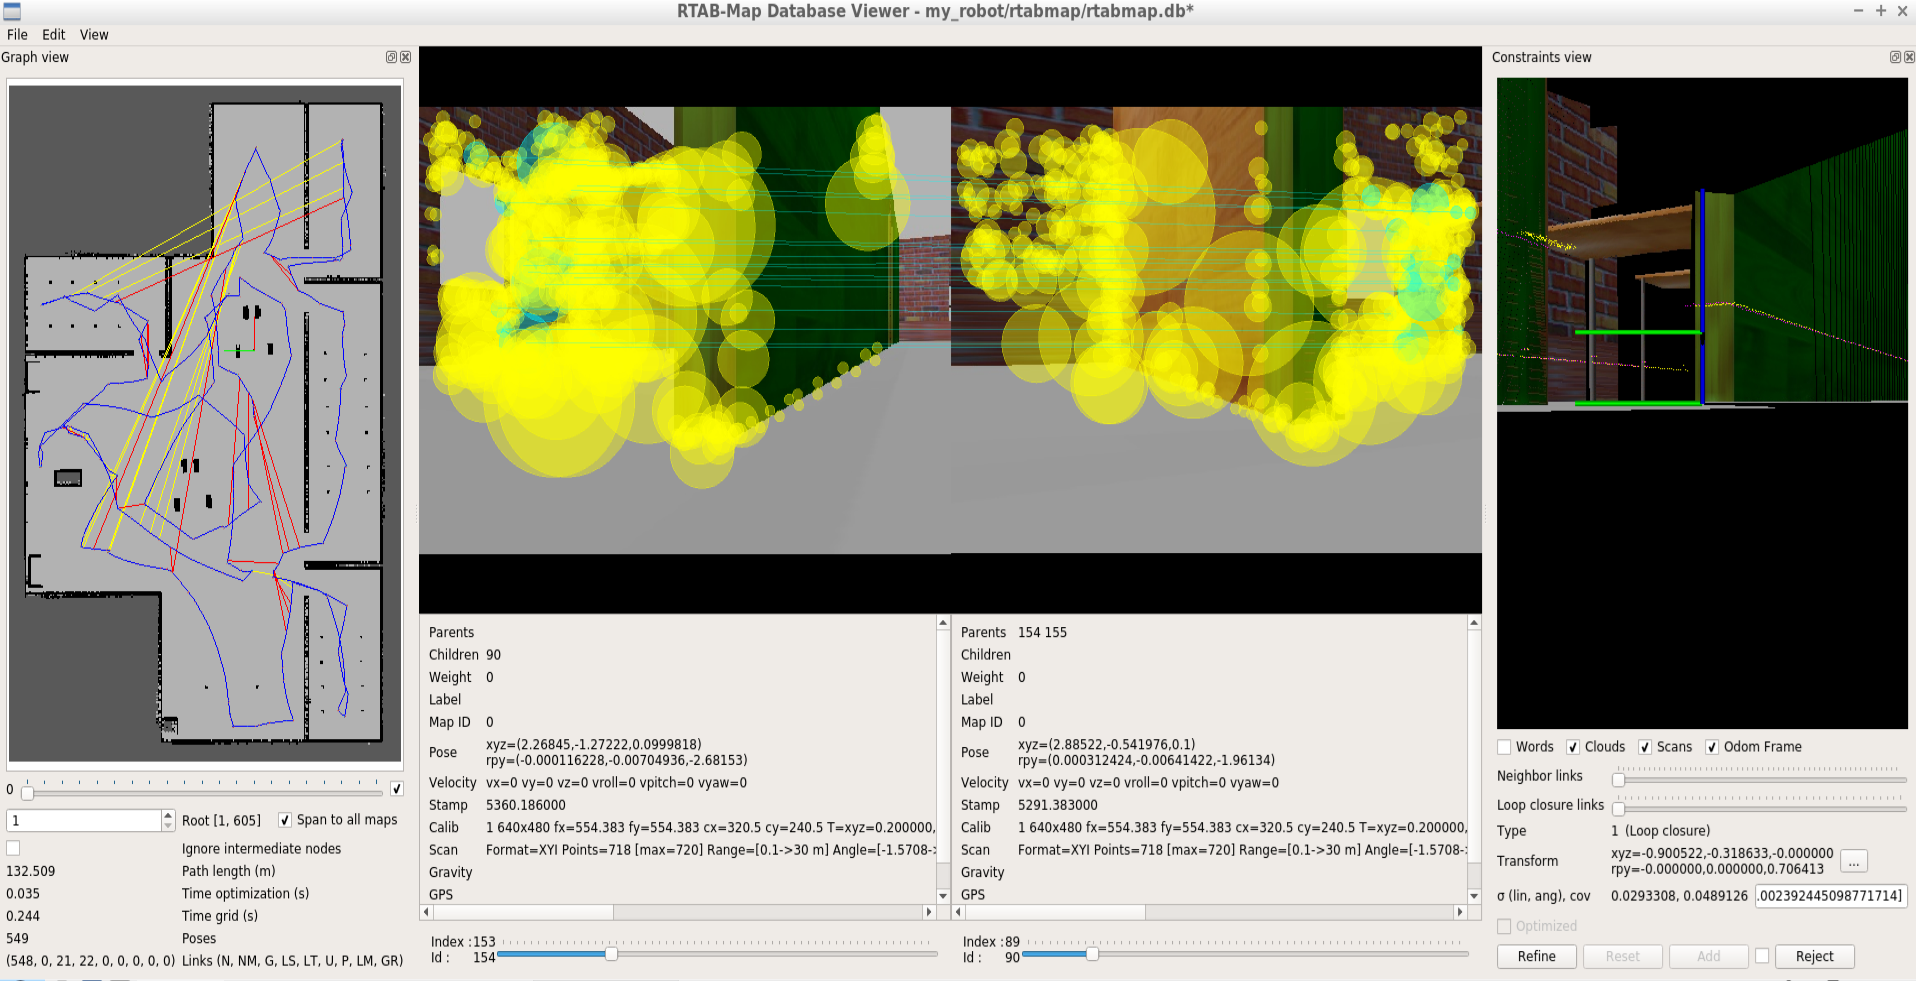 RTAB-Map Database Viewer - my_robot/rtabmap/rtabmap.db*
File Edit View
Graph view
Constraints view
0
1 Root [1, 605] Span to all maps
Ignore intermediate nodes
132.509 Path length (m)
0.035 Time optimization (s)
0.244 Time grid (s)
549 Poses
(548, 0, 21, 22, 0, 0, 0, 0, 0) Links (N, NM, G, LS, LT, U, P, LM, GR)
Parents
Children 90
Weight 0
Label
Map ID 0
Pose xyz=(2.26845,-1.27222,0.0999818)
rpy=(-0.000116228,-0.00704936,-2.68153)
Velocity vx=0 vy=0 vz=0 vroll=0 vpitch=0 vyaw=0
Stamp 5360.186000
Calib 1 640x480 fx=554.383 fy=554.383 cx=320.5 cy=240.5 T=xyz=0.200000,
Scan Format=XYI Points=718 [max=720] Range=[0.1->30 m] Angle=[-1.5708-
Gravity
GPS
Index : 153
Id : 154
Parents 154 155
Children
Weight 0
Label
Map ID 0
Pose xyz=(2.88522,-0.541976,0.1)
rpy=(0.000312424,-0.00641422,-1.96134)
Velocity vx=0 vy=0 vz=0 vroll=0 vpitch=0 vyaw=0
Stamp 5291.383000
Calib 1 640x480 fx=554.383 fy=554.383 cx=320.5 cy=240.5 T=xyz=0.200000,
Scan Format=XYI Points=718 [max=720] Range=[0.1->30 m] Angle=[-1.5708-
Gravity
GPS
Index : 89
Id : 90
Words Clouds Scans Odom Frame
Neighbor links
Loop closure links
Type 1 (Loop closure)
Transform xyz=-0.900522,-0.318633,-0.000000
rpy=-0.000000,0.000000,0.706413 ...
σ (lin, ang), cov 0.0293308, 0.0489126 .002392445098771714]
Optimized
Refine Reset Add Reject